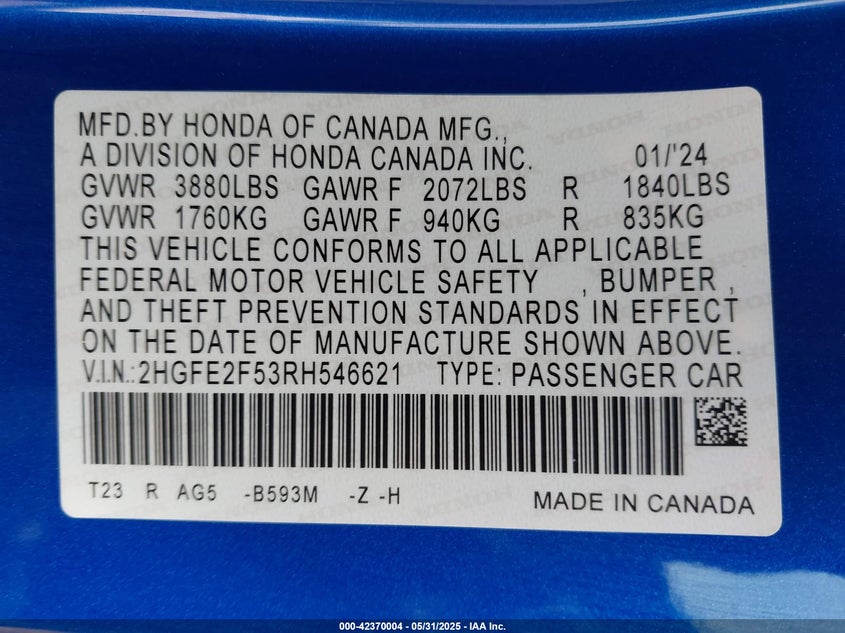 MFD.BY HONDA OF CANADA MFG.,
A DIVISION OF HONDA CANADA INC. 01/'24
GVWR 3880LBS GAWR F 2072LBS R 1840LBS
GVWR 1760KG GAWR F 940KG R 835KG
THIS VEHICLE CONFORMS TO ALL APPLICABLE
FEDERAL MOTOR VEHICLE SAFETY , BUMPER ,
AND THEFT PREVENTION STANDARDS IN EFFECT
ON THE DATE OF MANUFACTURE SHOWN ABOVE.
V.I.N.:2HGFE2F53RH546621 TYPE: PASSENGER CAR
T23 R AG5 -B593M -Z -H MADE IN CANADA
000-42370004 - 05/31/2025 - IAA Inc.